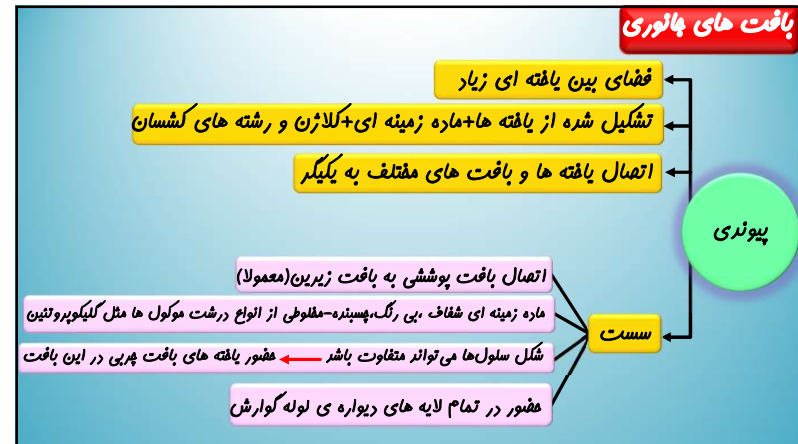 بافت های جانوری
فضای بین یاخته ای زیاد
تشکیل شده از یاخته ها+ماده زمینه ای+کلاژن و رشته های کشسان
اتصال یاخته ها و بافت های مختلف به یکیگر
پیوندی
سست
اتصال بافت پوششی به بافت زیرین(معمولا)
ماده زمینه ای شفاف ،بی رنگ،چسبنده-مخلوطی از انواع درشت موکول ها مثل گلیکوپروتئین
شکل سلول‌ها می‌تواند متفاوت باشد حضور یاخته های بافت چربی در این بافت
حضور در تمام لایه های دیواره ی لوله گوارش